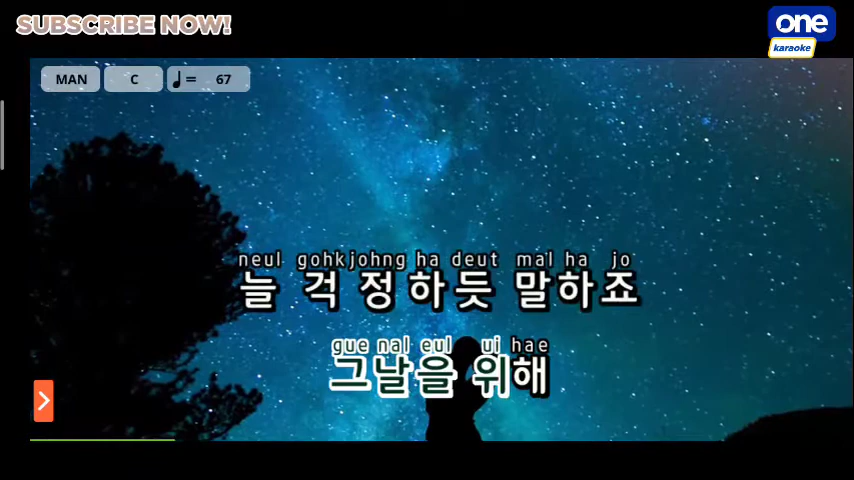 SUBSCRIBE NOW!
one
karaoke
MAN C ♩= 67
neul gohkjohng ha deut mal ha jo
늘 걱정하듯 말하죠
gue nal eul ui hae
그날을 위해